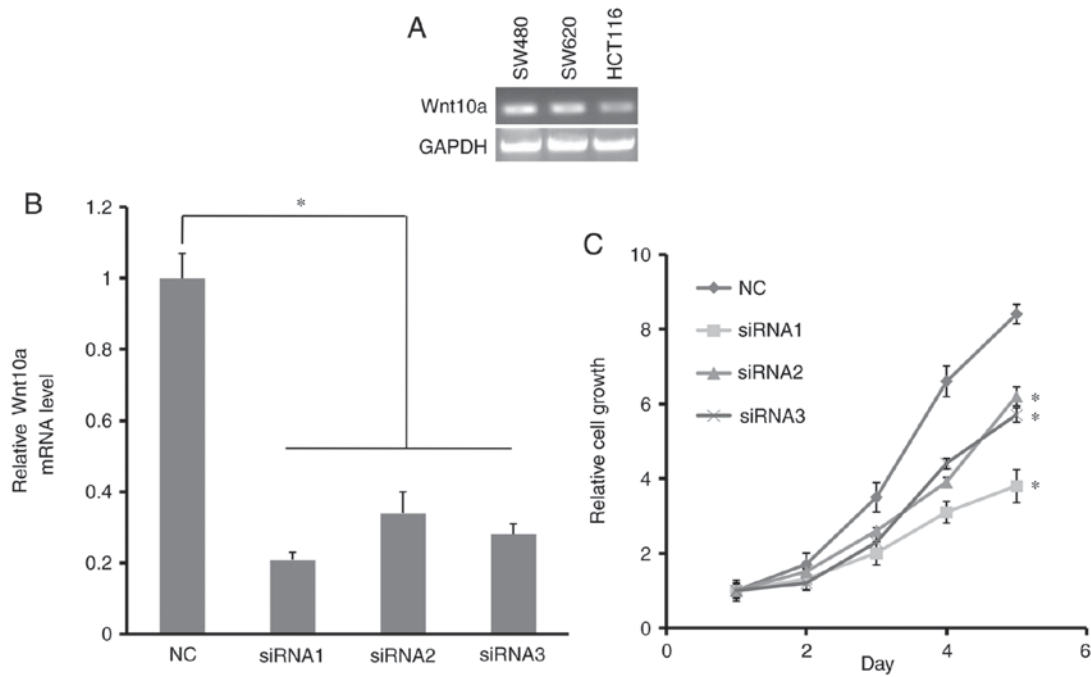 A
SW480
SW620
HCT116
Wnt10a
GAPDH
B
Relative Wnt10a
mRNA level
1.2
1
0.8
0.6
0.4
0.2
0
*
NC
siRNA1
siRNA2
siRNA3
C
Relative cell growth
10
8
6
4
2
0
NC
siRNA1
siRNA2
siRNA3
*
*
*
0
2
4
6
Day